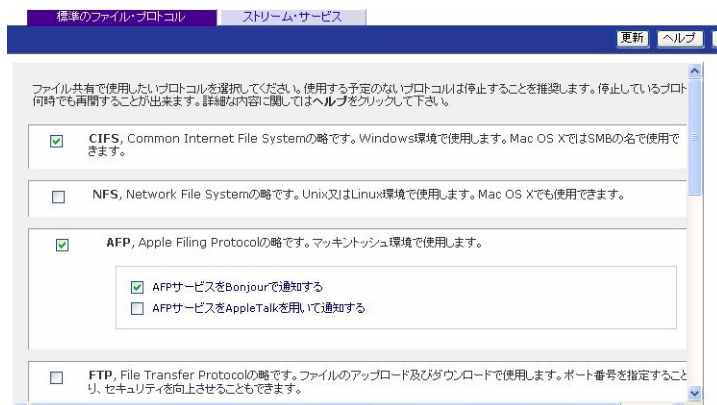 標準のファイル・プロトコル ストリーム・サービス
更新 ヘルプ
ファイル共有で使用したいプロトコルを選択してください。使用する予定のないプロトコルは停止することを推奨します。停止しているプロト
何時でも再開することが出来ます。詳細な内容に関してはヘルプをクリックして下さい。
CIFS, Common Internet File Systemの略です。Windows環境で使用します。Mac OS XではSMBの名で使用で
きます。
NFS, Network File Systemの略です。Unix又はLinux環境で使用します。Mac OS Xでも使用できます。
AFP, Apple Filing Protocolの略です。マッキントッシュ環境で使用します。
AFPサービスをBonjourで通知する
AFPサービスをAppleTalkを用いて通知する
FTP, File Transfer Protocolの略です。ファイルのアップロード及びダウンロードで使用します。ポート番号を指定すること
り、セキュリティを向上させることもできます。